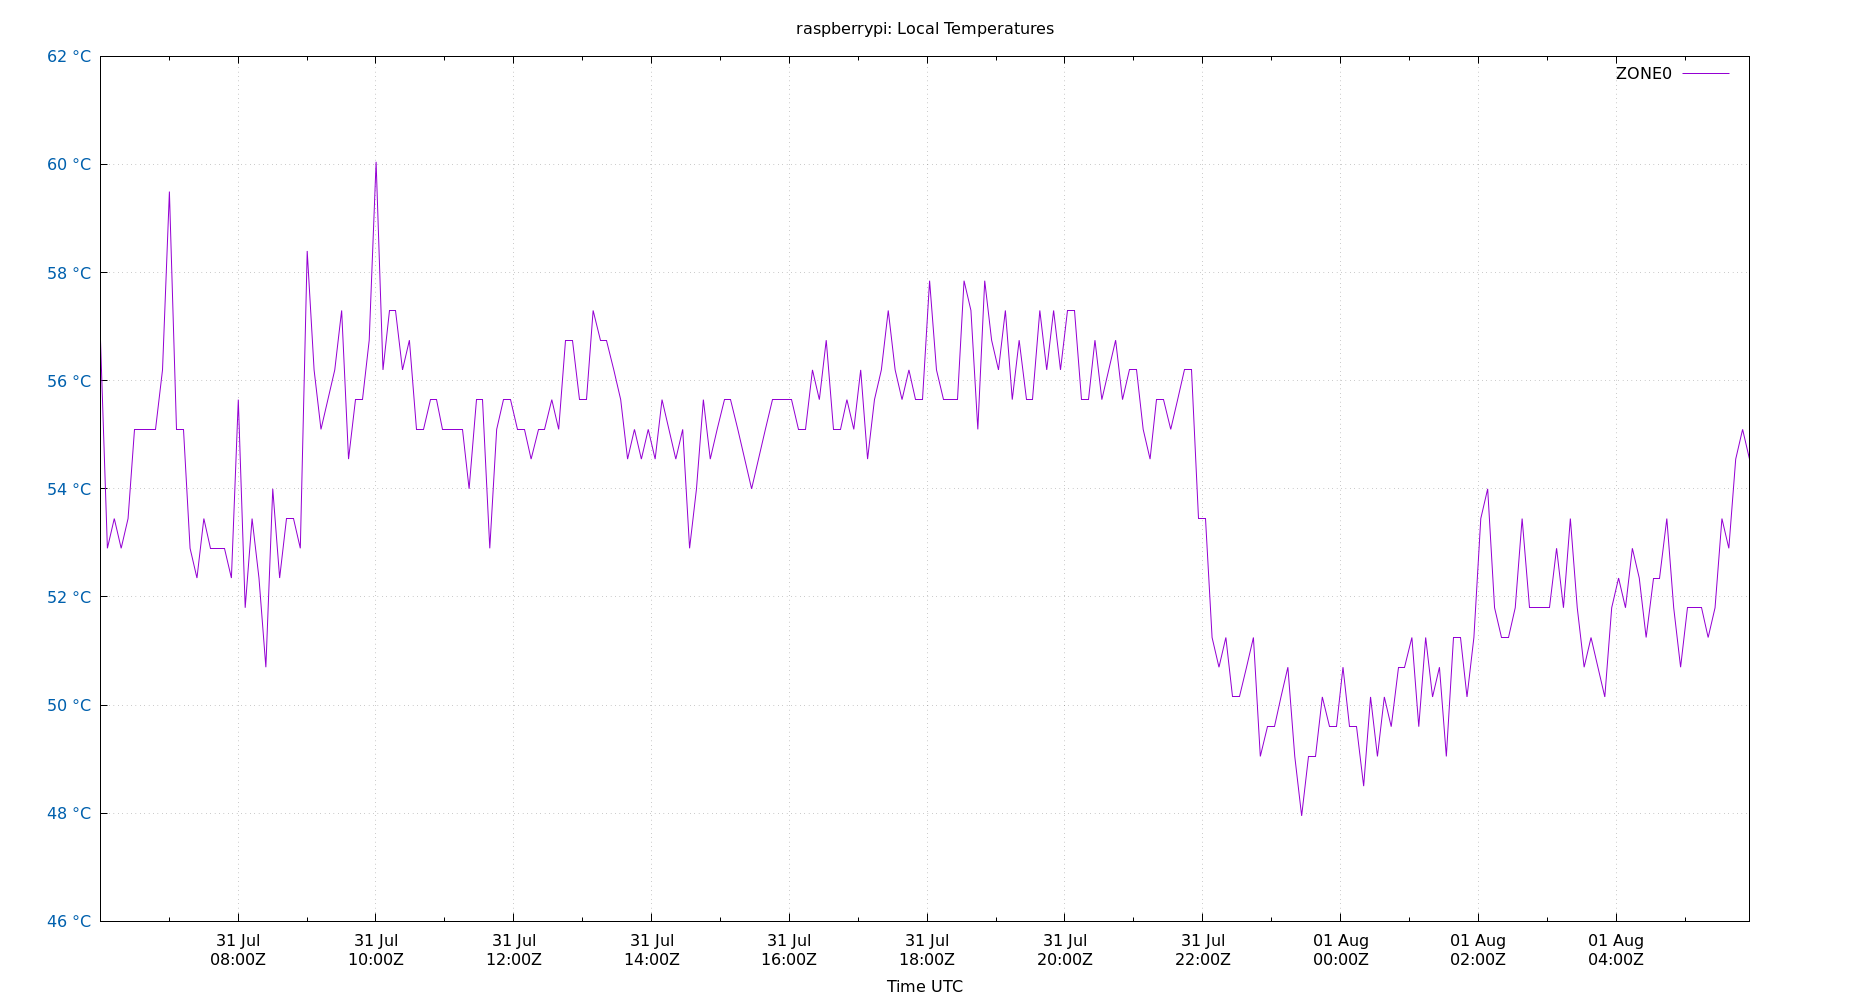 raspberrypi: Local Temperatures
62 °C
60 °C
58 °C
56 °C
54 °C
52 °C
50 °C
48 °C
46 °C
ZONE0
31 Jul
08:00Z
31 Jul
10:00Z
31 Jul
12:00Z
31 Jul
14:00Z
31 Jul
16:00Z
31 Jul
18:00Z
31 Jul
20:00Z
31 Jul
22:00Z
01 Aug
00:00Z
01 Aug
02:00Z
01 Aug
04:00Z
Time UTC